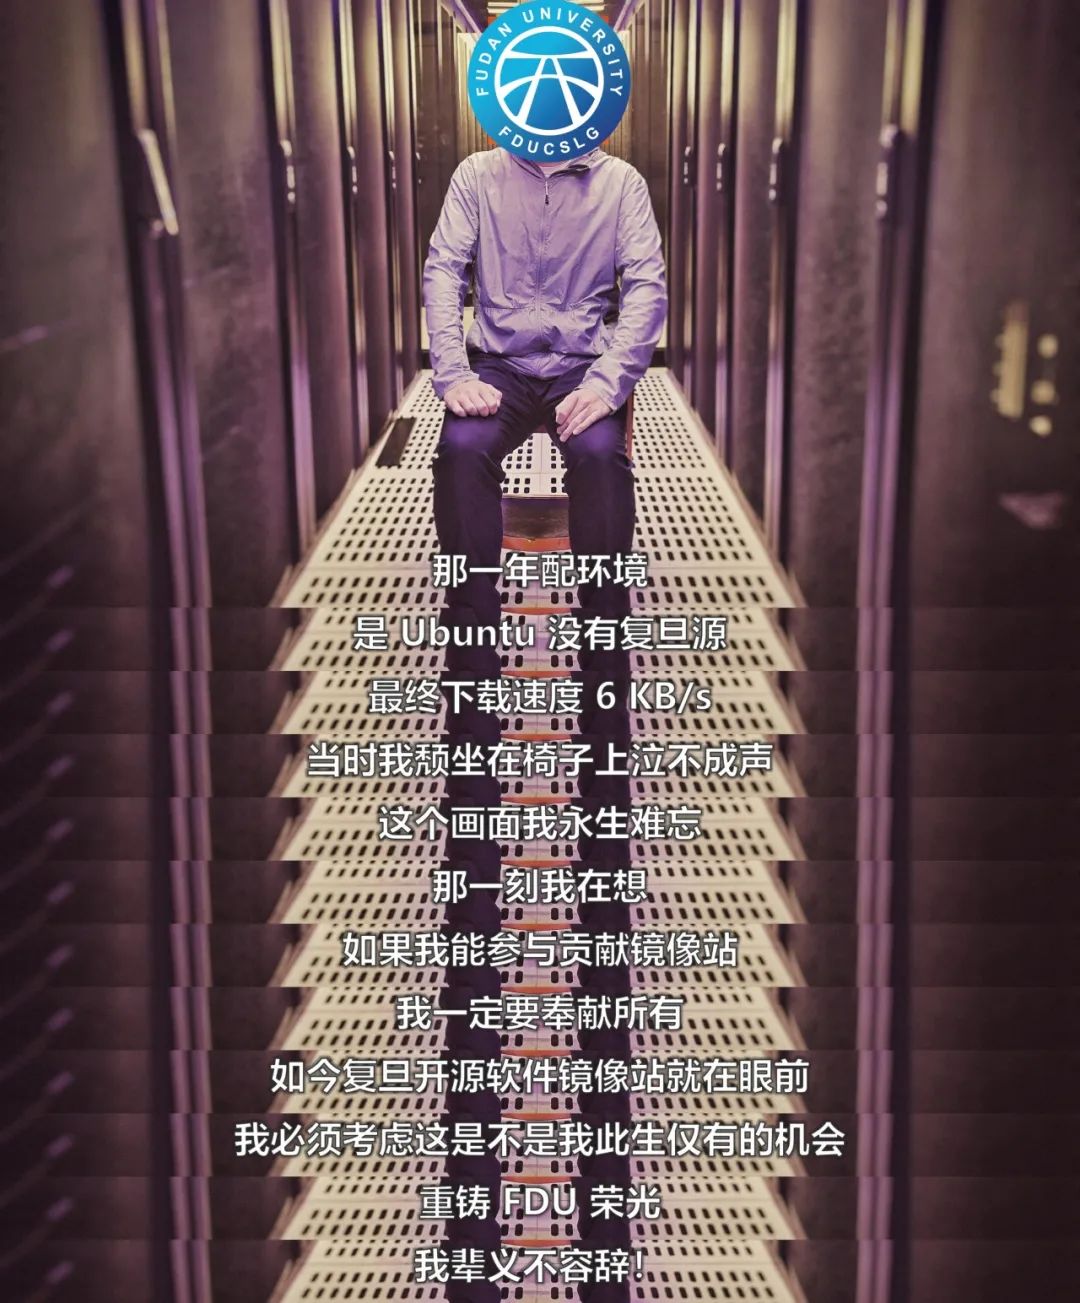 FUDAN UNIVERSITY
FDUCSLG
那一年配环境
是 Ubuntu 没有复旦源
最终下载速度 6 KB/s
当时我颓坐在椅子上泣不成声
这个画面我永生难忘
那一刻我在想
如果我能参与贡献镜像站
我一定要奉献所有
如今复旦开源软件镜像站就在眼前
我必须考虑这是不是我此生仅有的机会
重铸 FDU 荣光
我辈义不容辞！